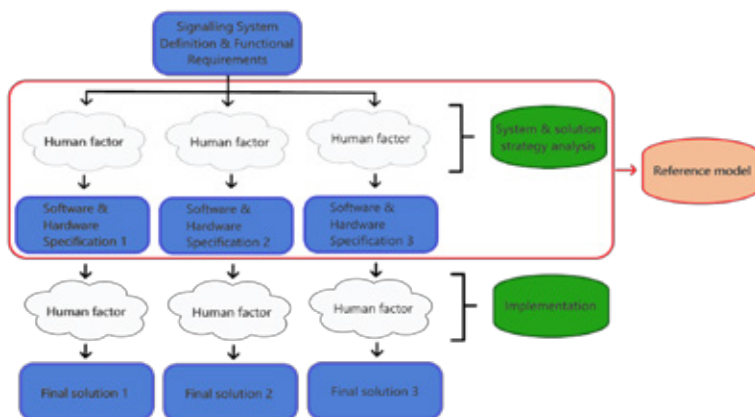 Signalling System
Definition & Functional
Requirements
Human factor
Human factor
Human factor
System & solution
strategy analysis
Reference model
Software &
Hardware
Specification 1
Software &
Hardware
Specification 2
Software &
Hardware
Specification 3
Human factor
Human factor
Human factor
Implementation
Final solution 1
Final solution 2
Final solution 3